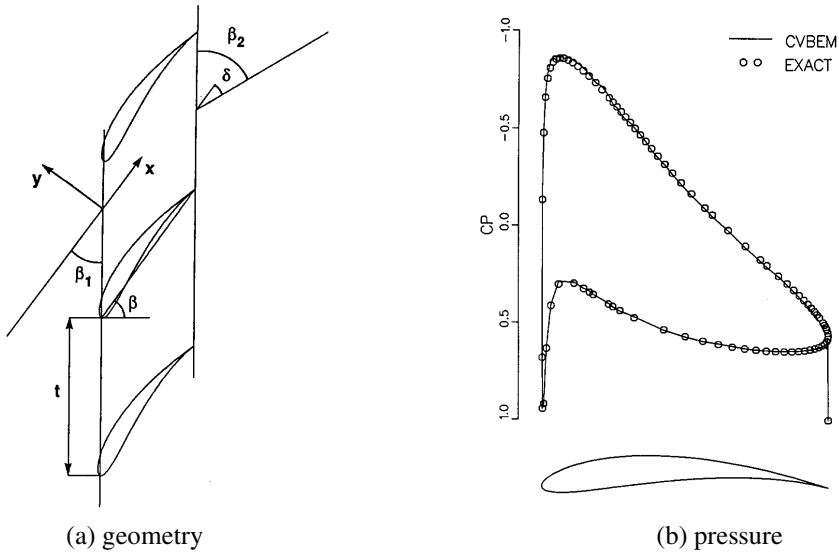 β₂
δ
y
x
β₁
β
t
(a) geometry
CVBEM
EXACT
-1.0
-0.5
0.0
0.5
1.0
CP
(b) pressure